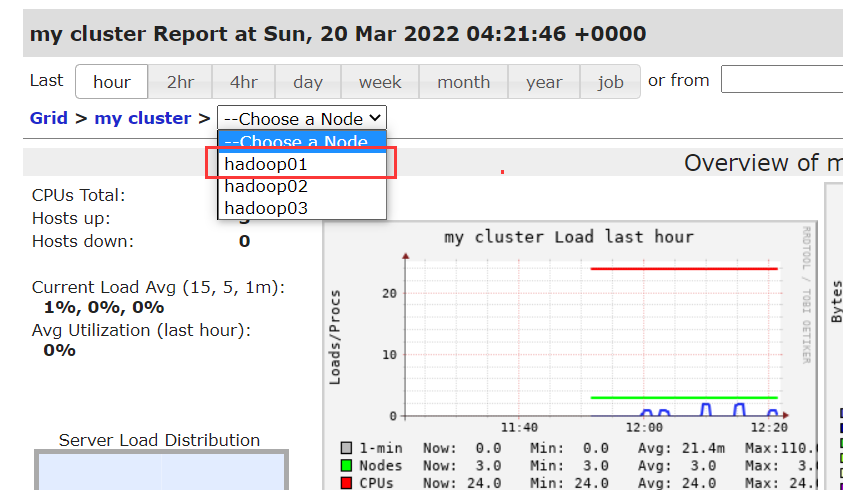 my cluster Report at Sun, 20 Mar 2022 04:21:46 +0000
Last hour 2hr 4hr day week month year job or from
Grid > my cluster > --Choose a Node
--Choose a Node
hadoop01
hadoop02
hadoop03
Overview of m
CPUs Total:
Hosts up:
Hosts down: 0
Current Load Avg (15, 5, 1m):
1%, 0%, 0%
Avg Utilization (last hour):
0%
Server Load Distribution
my cluster Load last hour
RRDTOOL / TOBI OETIKER
Loads/Procs
20
10
0
11:40 12:00 12:20
1-min Now: 0.0 Min: 0.0 Avg: 21.4m Max:110.
Nodes Now: 3.0 Min: 3.0 Avg: 3.0 Max: 3.
CPUs Now: 24.0 Min: 24.0 Avg: 24.0 Max: 24.
Bytes